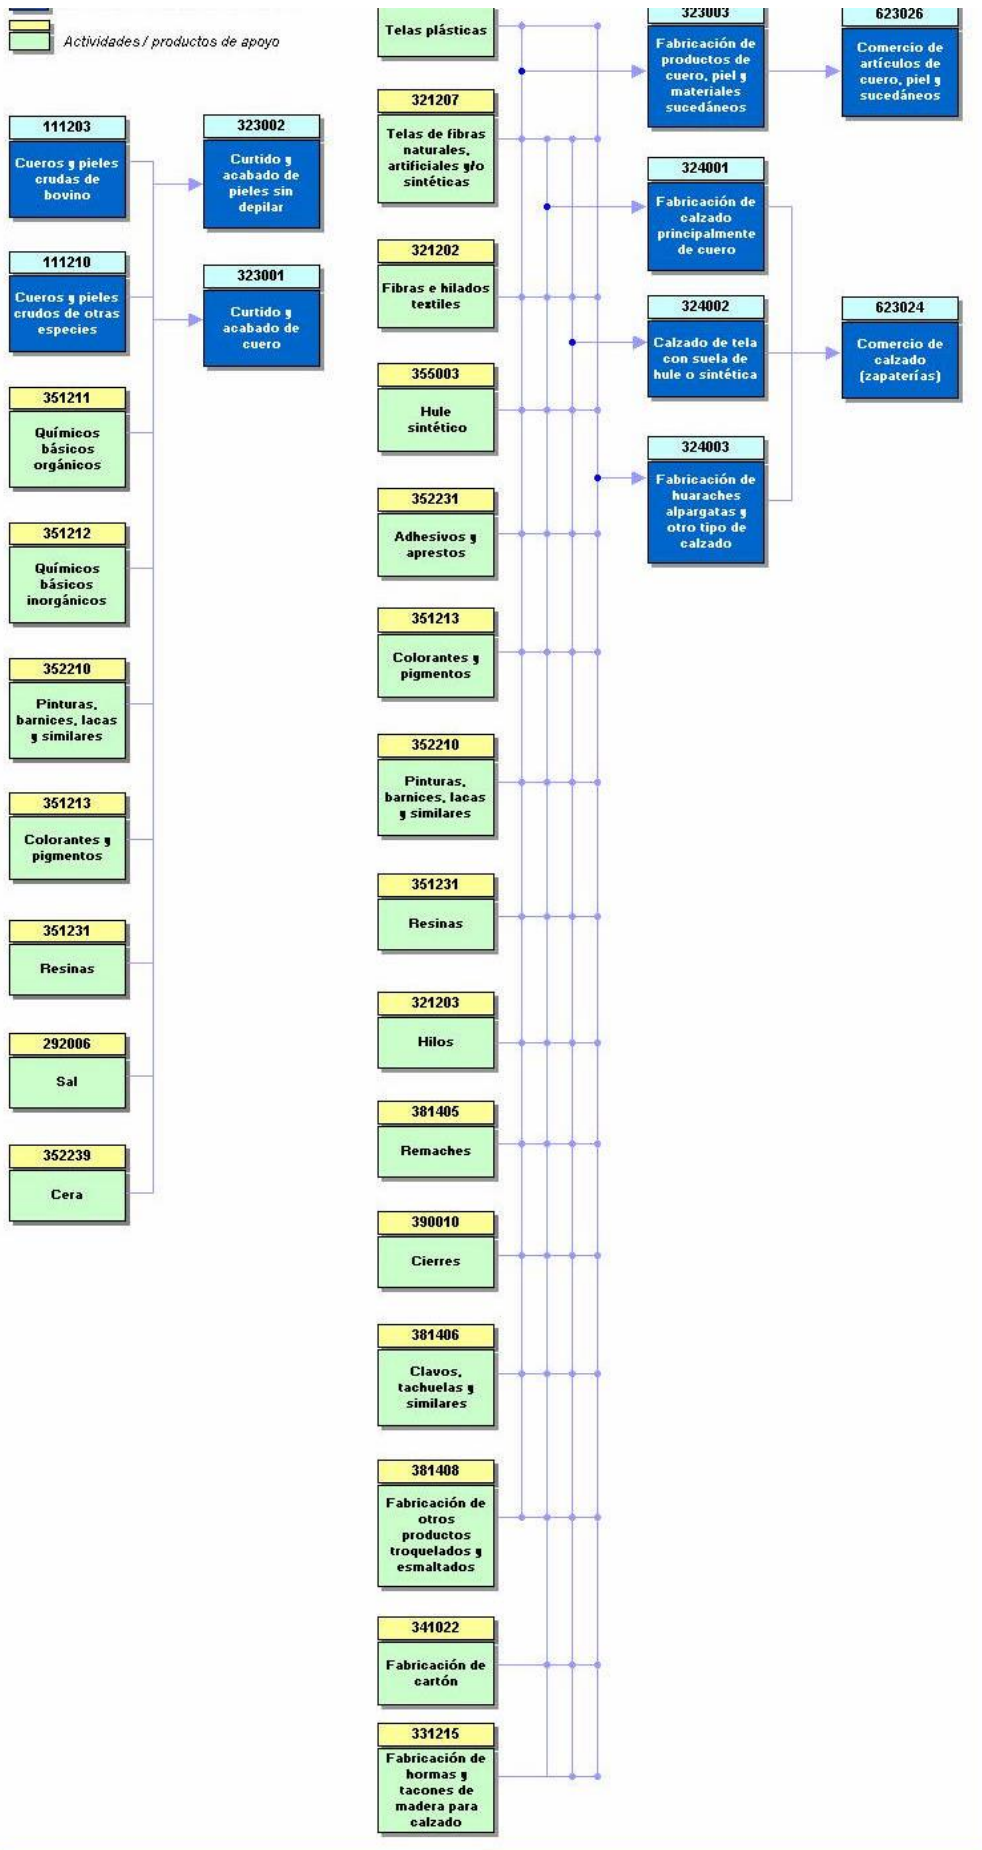 Actividades / productos de apoyo
111203
Cueros y pieles
crudas de
bovino
323002
Curtido y
acabado de
pieles sin
depilar
111210
Cueros y pieles
crudos de otras
especies
323001
Curtido y
acabado de
cuero
351211
Químicos
básicos
orgánicos
351212
Químicos
básicos
inorgánicos
352210
Pinturas,
barnices, lacas
y similares
351213
Colorantes y
pigmentos
351231
Resinas
292006
Sal
352239
Cera
Telas plásticas
321207
Telas de fibras
naturales,
artificiales y/o
sintéticas
321202
Fibras e hilados
textiles
355003
Hule
sintético
352231
Adhesivos y
aprestos
351213
Colorantes y
pigmentos
352210
Pinturas,
barnices, lacas
y similares
351231
Resinas
321203
Hilos
381405
Remaches
390010
Cierres
381406
Clavos,
tachuelas y
similares
381408
Fabricación de
otros
productos
troquelados y
esmaltados
341022
Fabricación de
cartón
331215
Fabricación de
hormas y
tacones de
madera para
calzado
323003
Fabricación de
productos de
cuero, piel y
materiales
sucedáneos
623026
Comercio de
artículos de
cuero, piel y
sucedáneos
324001
Fabricación de
calzado
principalmente
de cuero
324002
Calzado de tela
con suela de
hule o sintética
623024
Comercio de
calzado
(zapaterías)
324003
Fabricación de
huaraches
alpargatas y
otro tipo de
calzado